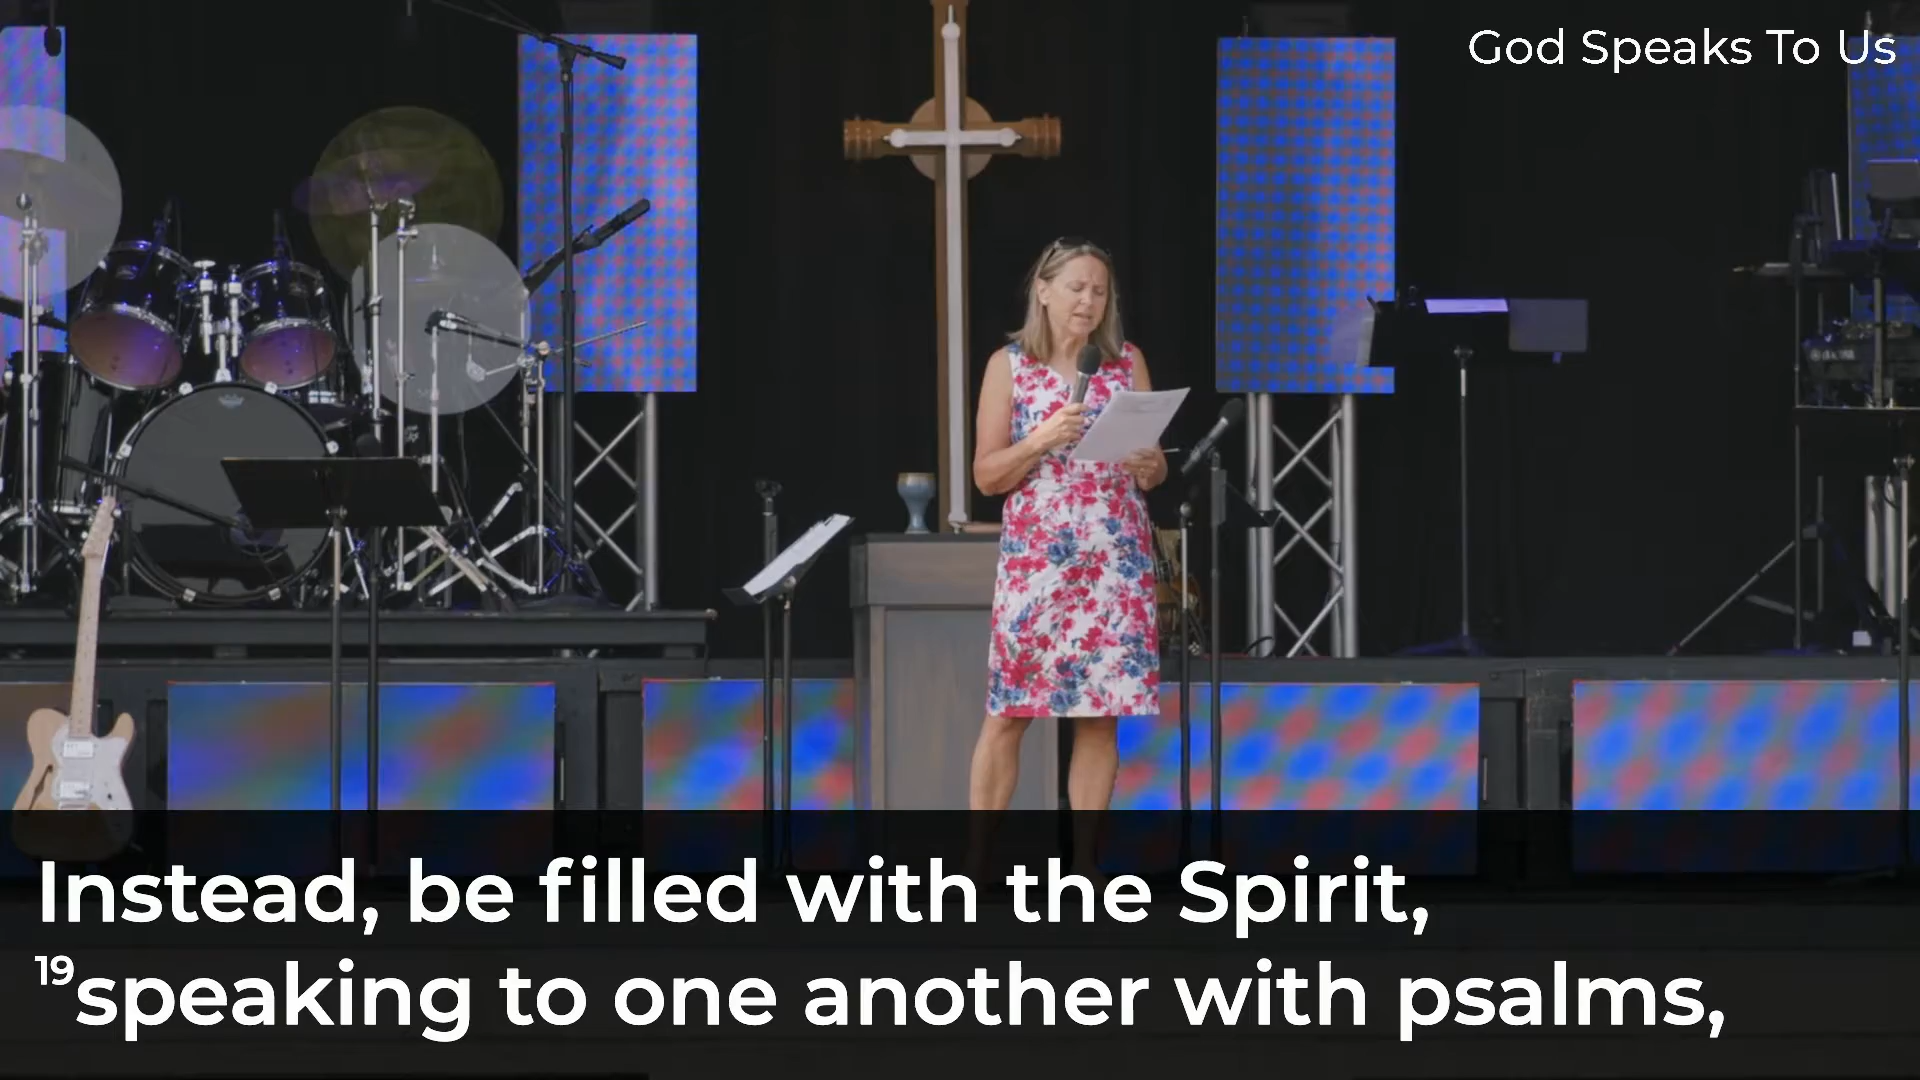 God Speaks To Us
Instead, be filled with the Spirit,
¹⁹speaking to one another with psalms,